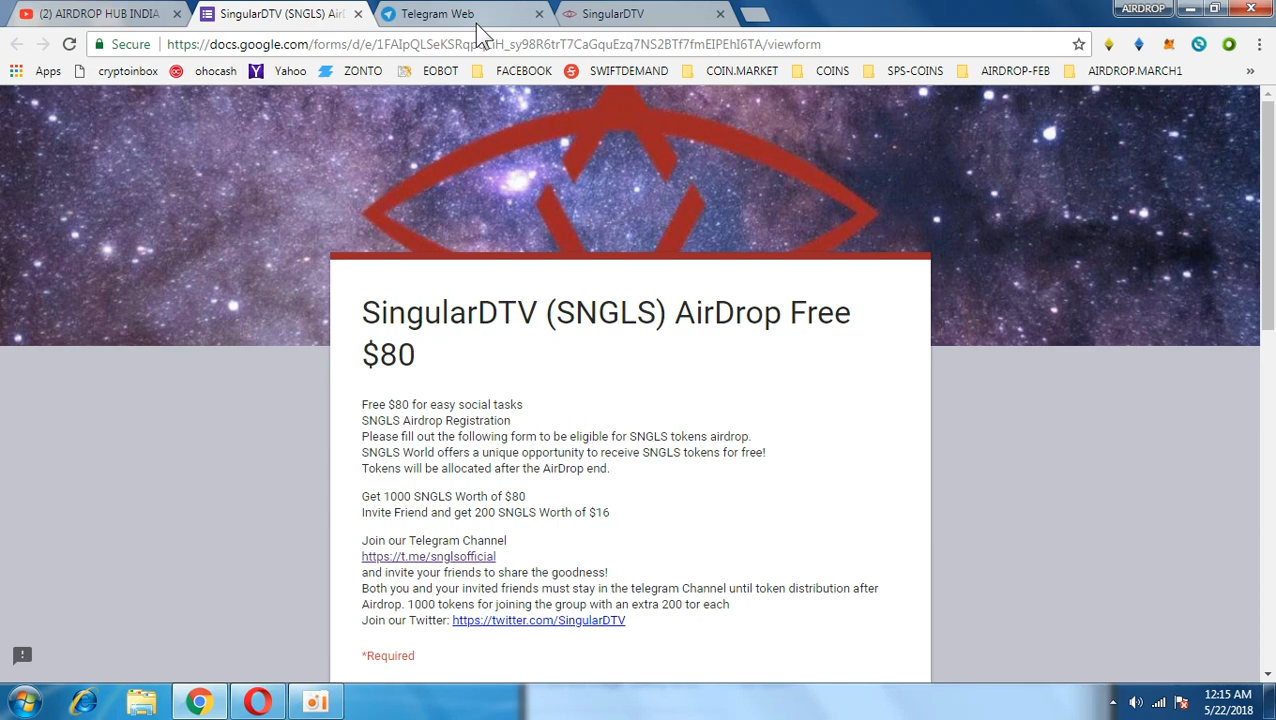 (2) AIRDROP HUB INDIA
SingularDTV (SNGLS) Air
Telegram Web
SingularDTV
AIRDROP
Secure
Apps
cryptoinbox
ohocash
Yahoo
ZONTO
EOBOT
FACEBOOK
SWIFTDEMAND
COIN.MARKET
COINS
SPS-COINS
AIRDROP-FEB
AIRDROP.MARCH1
»
SingularDTV (SNGLS) AirDrop Free
$80
Free $80 for easy social tasks
SNGLS Airdrop Registration
Please fill out the following form to be eligible for SNGLS tokens airdrop.
SNGLS World offers a unique opportunity to receive SNGLS tokens for free!
Tokens will be allocated after the AirDrop end.
Get 1000 SNGLS Worth of $80
Invite Friend and get 200 SNGLS Worth of $16
Join our Telegram Channel
https://t.me/snglsofficial
and invite your friends to share the goodness!
Both you and your invited friends must stay in the telegram Channel until token distribution after
Airdrop. 1000 tokens for joining the group with an extra 200 tor each
Join our Twitter: https://twitter.com/SingularDTV
*Required
12:15 AM
5/22/2018